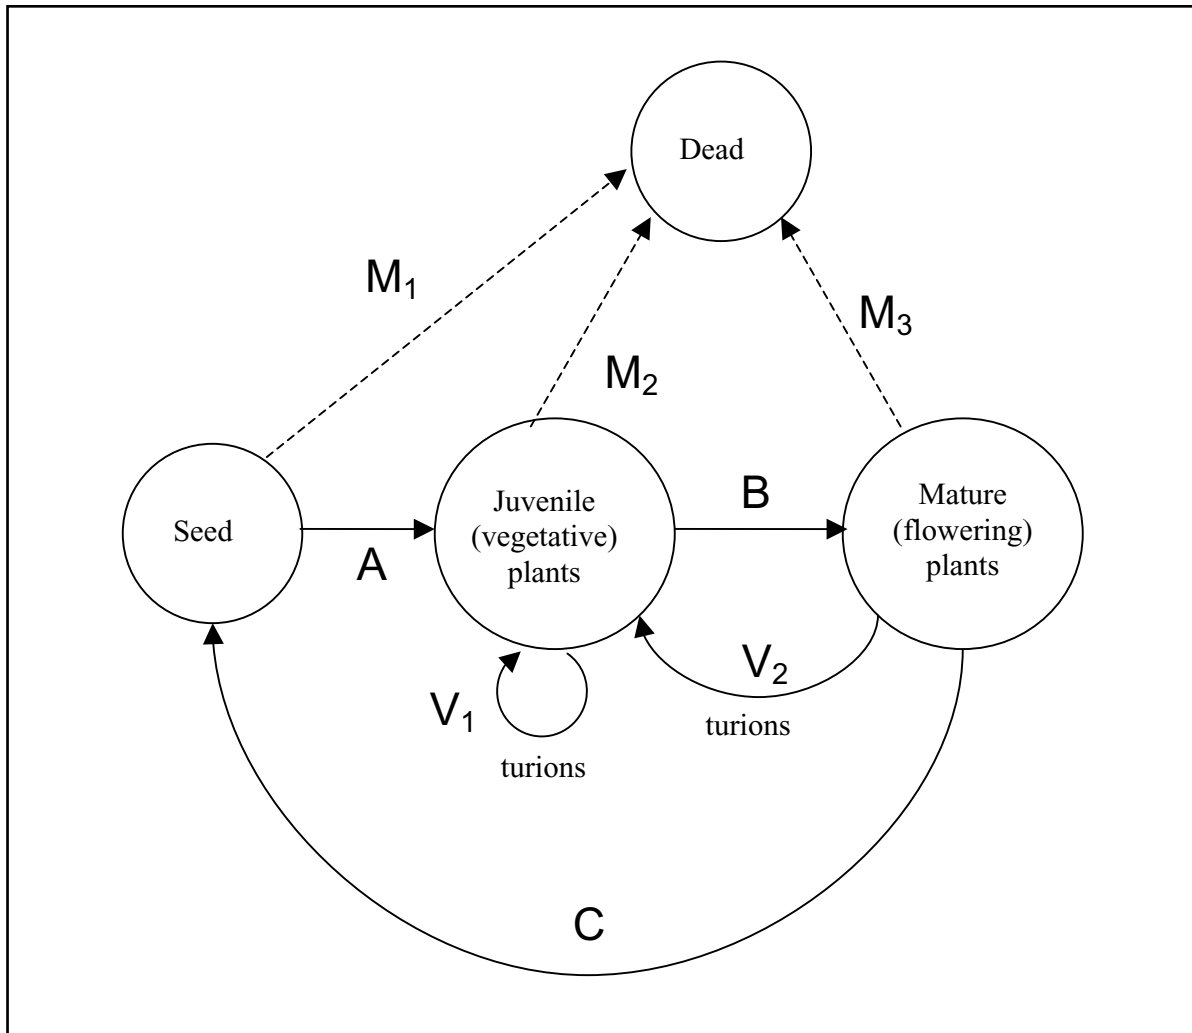 Dead
M₁
M₃
M₂
Seed
A
Juvenile
(vegetative)
plants
B
Mature
(flowering)
plants
V₁
turions
V₂
turions
C